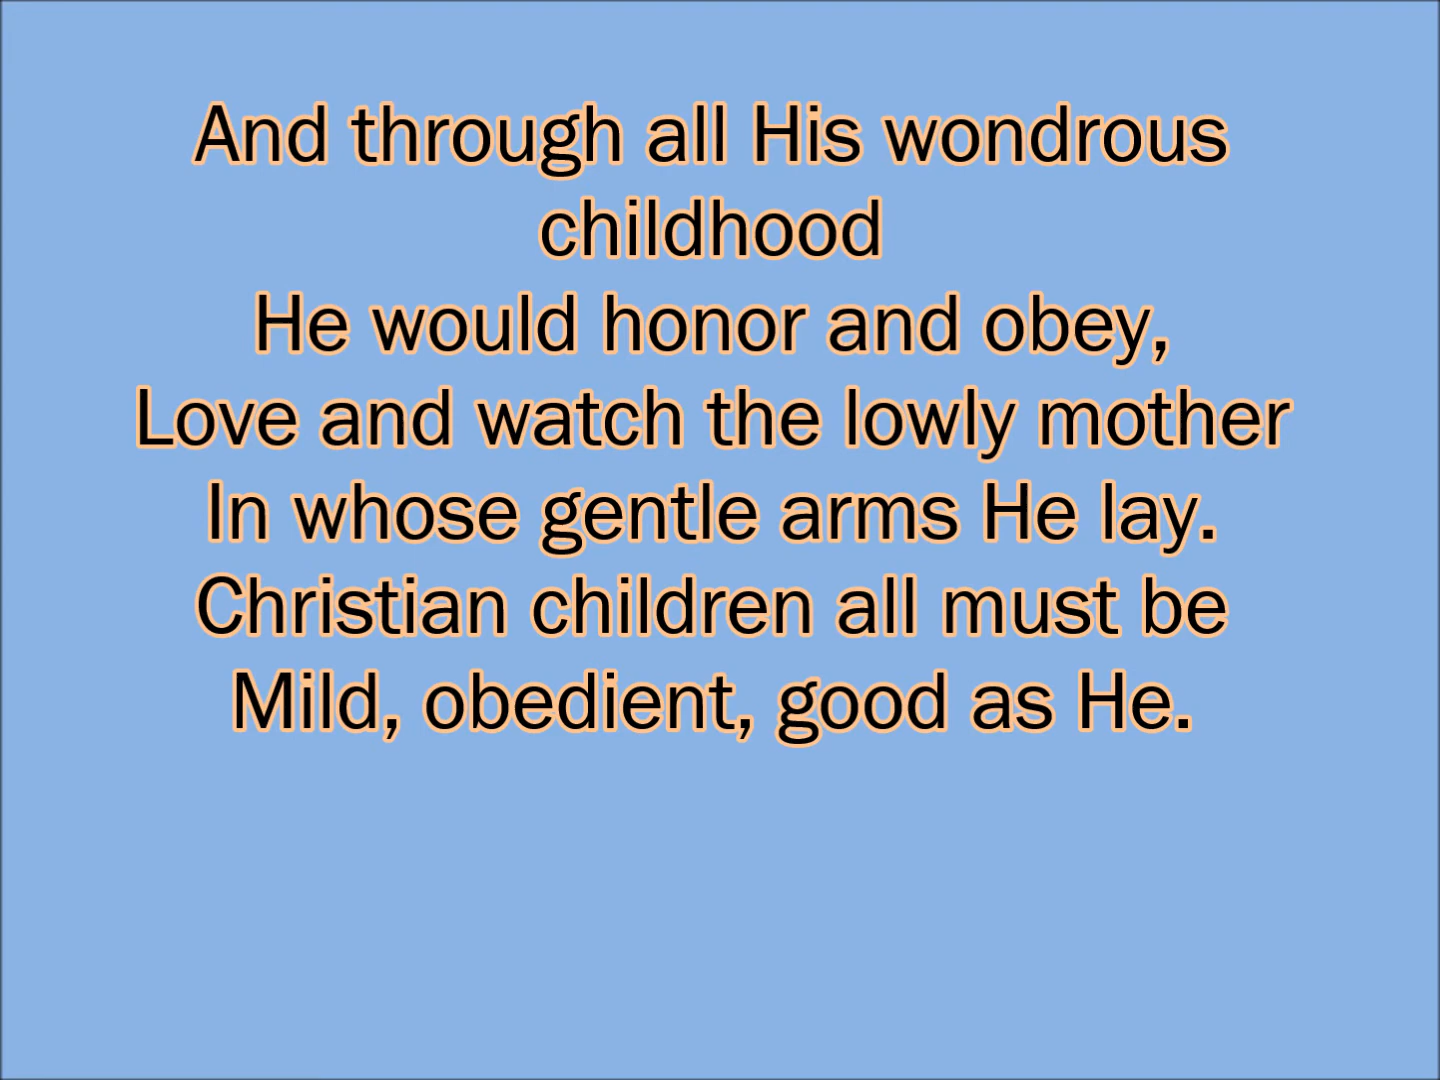 And through all His wondrous
childhood
He would honor and obey,
Love and watch the lowly mother
In whose gentle arms He lay.
Christian children all must be
Mild, obedient, good as He.